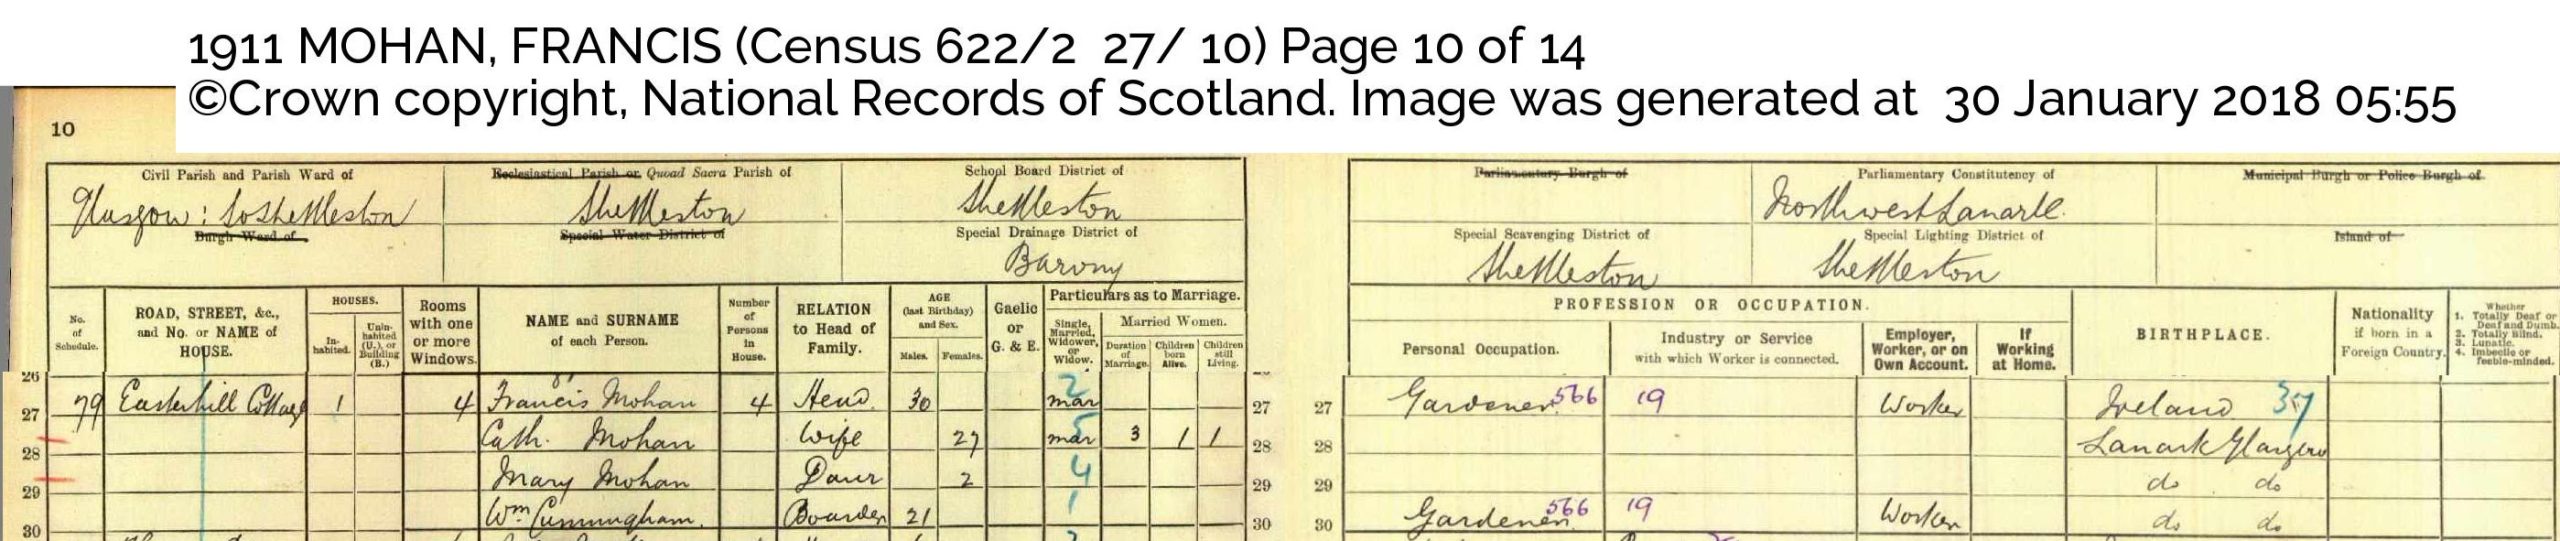 1911 MOHAN, FRANCIS (Census 622/2 27/ 10) Page 10 of 14
©Crown copyright, National Records of Scotland. Image was generated at 30 January 2018 05:55
10
Civil Parish and Parish Ward of
Glasgow: Shettleston
Burgh Ward of
Ecclesiastical Parish or Quoad Sacra Parish of
Shettleston
Special Water District of
School Board District of
Shettleston
Special Drainage District of
Barony
Parliamentary Burgh of
Special Scavenging District of
Shettleston
Parliamentary Constitutency of
Northwest Lanark
Special Lighting District of
Shettleston
Municipal Burgh or Police Burgh of
Island of
No. of Schedule.
ROAD, STREET, &c., and No. or NAME of HOUSE.
HOUSES.
In-habited.
Unin-habited (U.), or Building (B.)
Rooms with one or more Windows.
NAME and SURNAME of each Person.
Number of Persons in House.
RELATION to Head of Family.
AGE (last Birthday) and Sex.
Males.
Females.
Gaelic or G. & E.
Particulars as to Marriage.
Single, Married, Widower, or Widow.
Married Women.
Duration of Marriage.
Children born Alive.
Children still Living.
PROFESSION OR OCCUPATION.
Personal Occupation.
Industry or Service with which Worker is connected.
Employer, Worker, or on Own Account.
If Working at Home.
BIRTHPLACE.
Nationality if born in a Foreign Country.
Whether
1. Totally Deaf or Deaf and Dumb.
2. Totally Blind.
3. Lunatic.
4. Imbecile or feeble-minded.
26
27 79 Easterhill Cottage 1 4 Francis Mohan 4 Head 30 mar 2 27
27 Gardener 566 19 Worker Ireland 37
28 Cath. Mohan Wife 27 mar 5 3 1 1 28
28 Lanark Glasgow
29 Mary Mohan Daur 2 4 29
29 do do
30 Wm Cunningham Boarder 21 1 30
30 Gardener 566 19 Worker do do